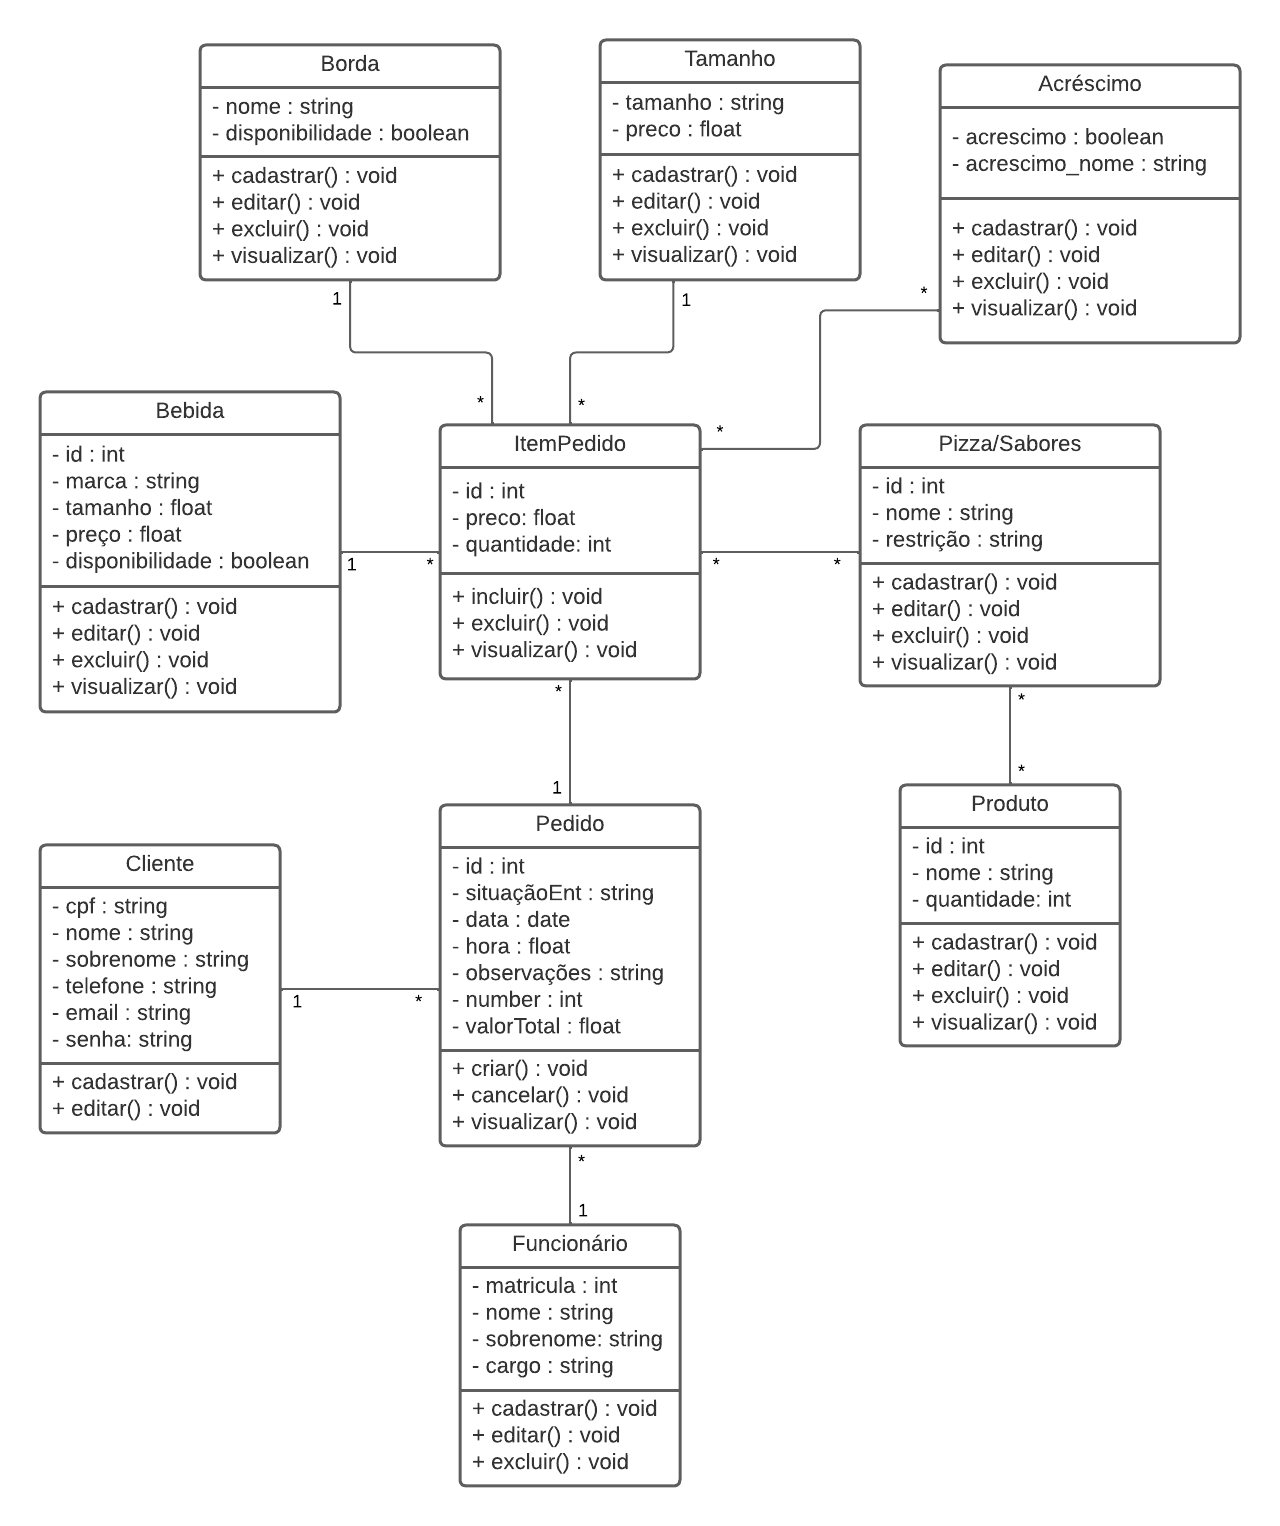 Borda
- nome : string
- disponibilidade : boolean
+ cadastrar() : void
+ editar() : void
+ excluir() : void
+ visualizar() : void
1
*
Tamanho
- tamanho : string
- preco : float
+ cadastrar() : void
+ editar() : void
+ excluir() : void
+ visualizar() : void
1
*
Acréscimo
- acrescimo : boolean
- acrescimo_nome : string
+ cadastrar() : void
+ editar() : void
+ excluir() : void
+ visualizar() : void
*
*
Bebida
- id : int
- marca : string
- tamanho : float
- preço : float
- disponibilidade : boolean
+ cadastrar() : void
+ editar() : void
+ excluir() : void
+ visualizar() : void
1
*
ItemPedido
- id : int
- preco: float
- quantidade: int
+ incluir() : void
+ excluir() : void
+ visualizar() : void
*
*
Pizza/Sabores
- id : int
- nome : string
- restrição : string
+ cadastrar() : void
+ editar() : void
+ excluir() : void
+ visualizar() : void
*
*
*
1
Produto
- id : int
- nome : string
- quantidade: int
+ cadastrar() : void
+ editar() : void
+ excluir() : void
+ visualizar() : void
Cliente
- cpf : string
- nome : string
- sobrenome : string
- telefone : string
- email : string
- senha: string
+ cadastrar() : void
+ editar() : void
1
*
Pedido
- id : int
- situaçãoEnt : string
- data : date
- hora : float
- observações : string
- number : int
- valorTotal : float
+ criar() : void
+ cancelar() : void
+ visualizar() : void
*
1
Funcionário
- matricula : int
- nome : string
- sobrenome: string
- cargo : string
+ cadastrar() : void
+ editar() : void
+ excluir() : void